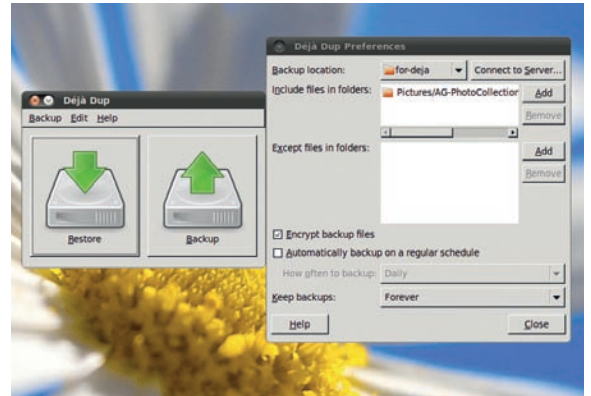 Déjà Dup
Backup Edit Help
Restore
Backup
Déjà Dup Preferences
Backup location: for-deja Connect to Server...
Include files in folders: Pictures/AG-PhotoCollection Add
Remove
Except files in folders: Add
Remove
Encrypt backup files
Automatically backup on a regular schedule
How often to backup: Daily
Keep backups: Forever
Help Close